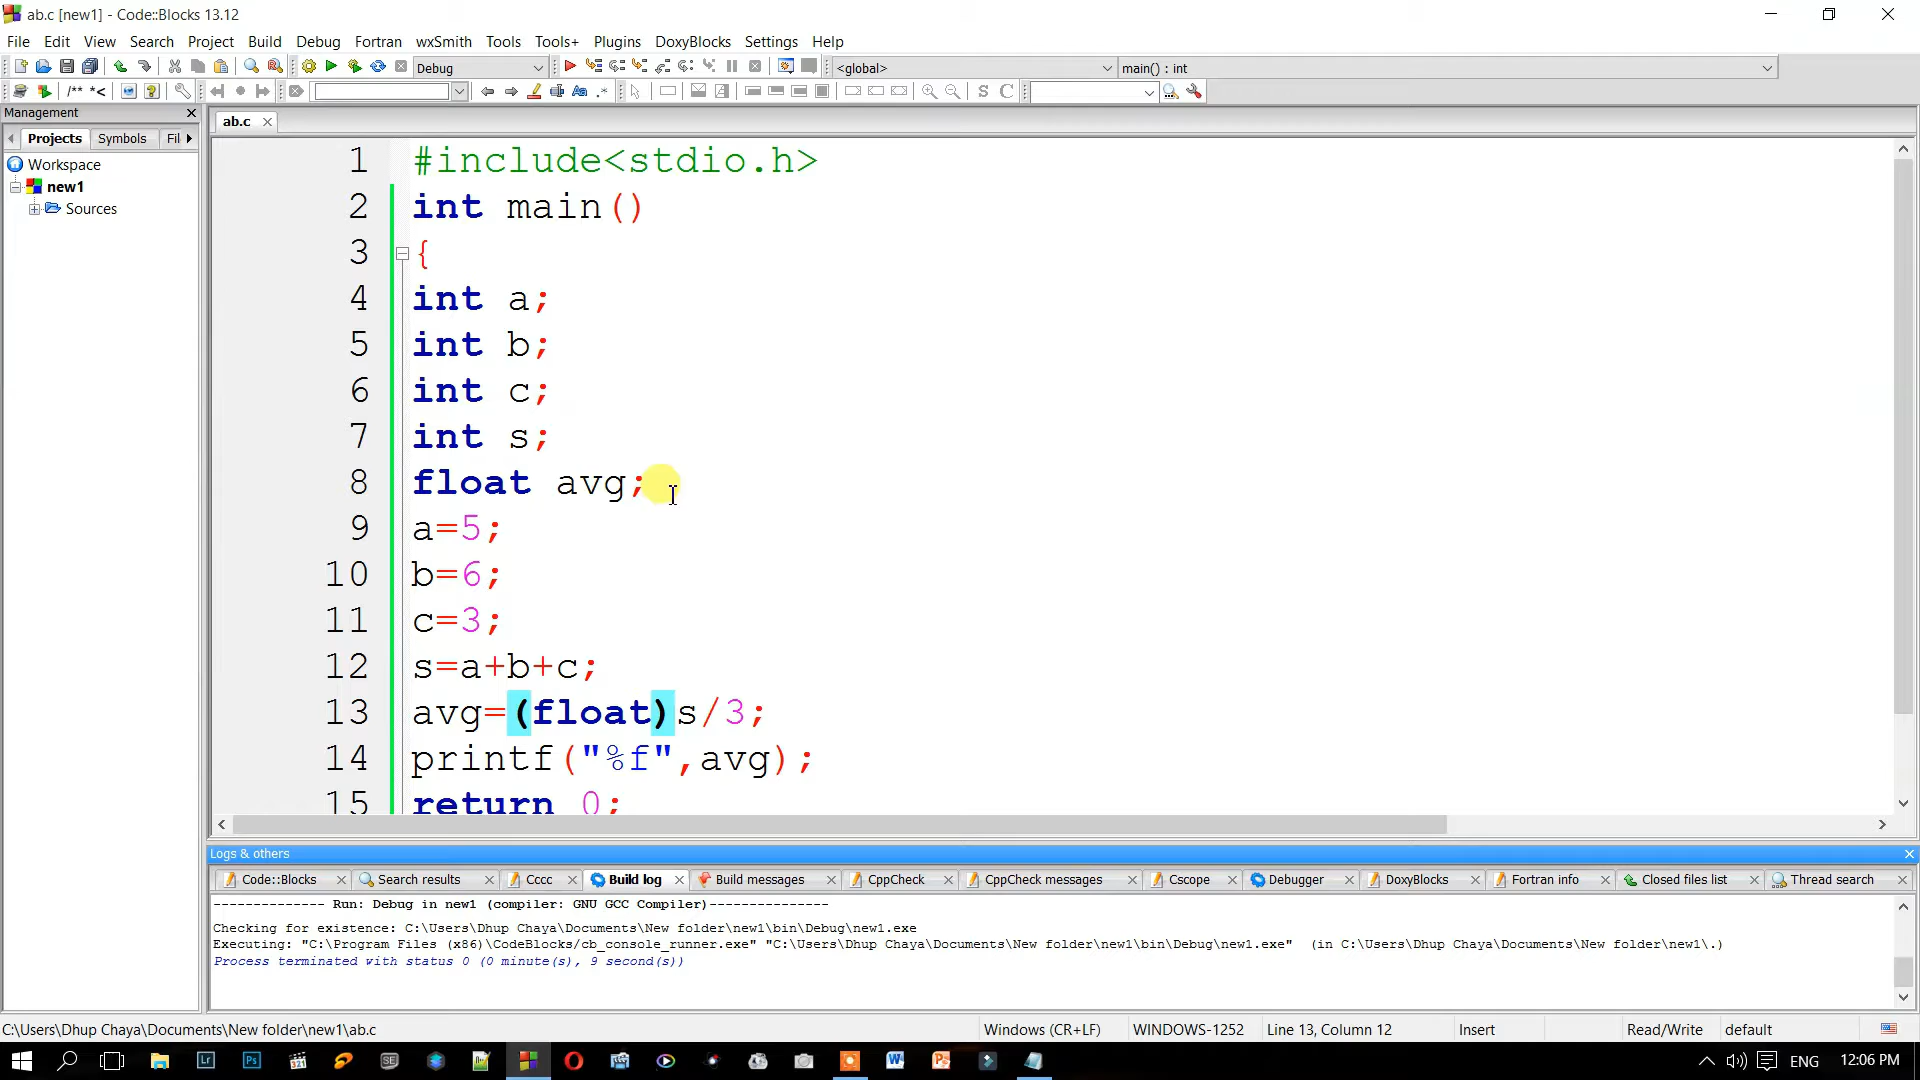 ab.c [new1] - Code::Blocks 13.12
File Edit View Search Project Build Debug Fortran wxSmith Tools Tools+ Plugins DoxyBlocks Settings Help
Debug <global> main() : int
/** *< Aa .* S C
Management
ab.c
Projects Symbols Fil
Workspace
new1
Sources
1 #include<stdio.h>
2 int main()
3 {
4 int a;
5 int b;
6 int c;
7 int s;
8 float avg;
9 a=5;
10 b=6;
11 c=3;
12 s=a+b+c;
13 avg=(float)s/3;
14 printf("%f",avg);
15 return 0;
Logs & others
Code::Blocks Search results Cccc Build log Build messages CppCheck CppCheck messages Cscope Debugger DoxyBlocks Fortran info Closed files list Thread search
-------------- Run: Debug in new1 (compiler: GNU GCC Compiler)---------------
Checking for existence: C:\Users\Dhup Chaya\Documents\New folder\new1\bin\Debug\new1.exe
Executing: "C:\Program Files (x86)\CodeBlocks/cb_console_runner.exe" "C:\Users\Dhup Chaya\Documents\New folder\new1\bin\Debug\new1.exe"  (in C:\Users\Dhup Chaya\Documents\New folder\new1\.)
Process terminated with status 0 (0 minute(s), 9 second(s))
C:\Users\Dhup Chaya\Documents\New folder\new1\ab.c Windows (CR+LF) WINDOWS-1252 Line 13, Column 12 Insert Read/Write default
Lr Ps 321 SE W P ENG 12:06 PM